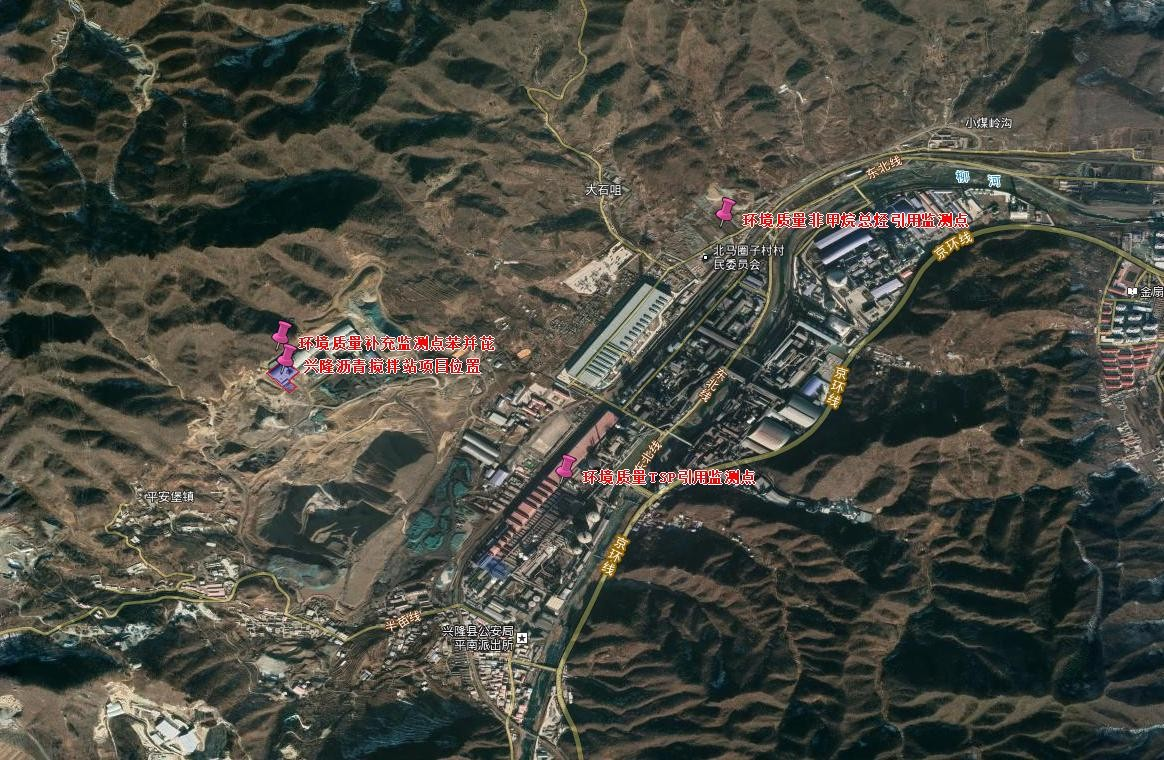 小煤岭沟
东北线
柳 河
大石咀
环境质量非甲烷总烃引用监测点
京环线
北马圈子村村
民委员会
金扇
环境质量补充监测点苯并芘
兴隆沥青搅拌站项目位置
东北线
京环线
东北线
环境质量TSP引用监测点
平安堡镇
京环线
平亩线
兴隆县公安局
平南派出所